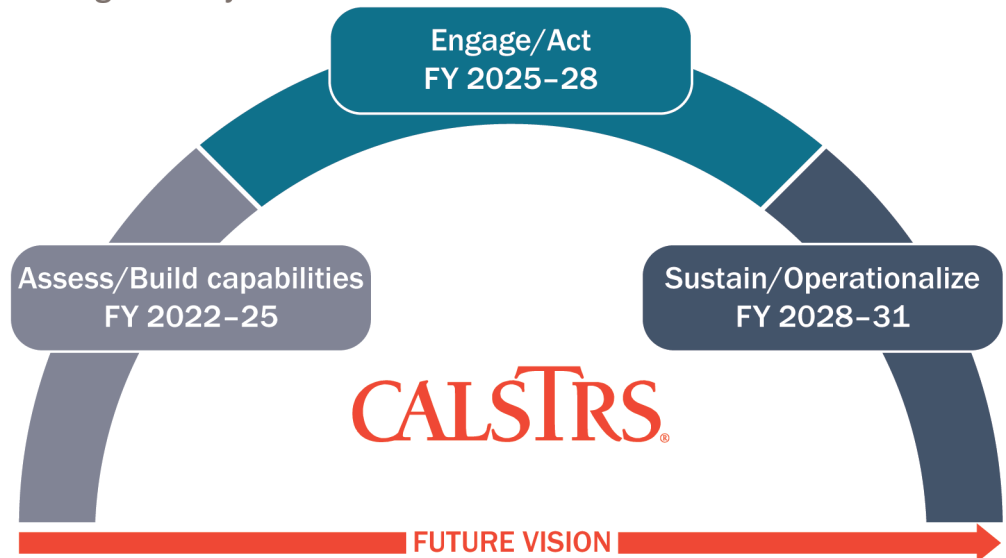 Engage/Act
FY 2025–28
Assess/Build capabilities
FY 2022–25
Sustain/Operationalize
FY 2028–31
CALSTRS®
FUTURE VISION